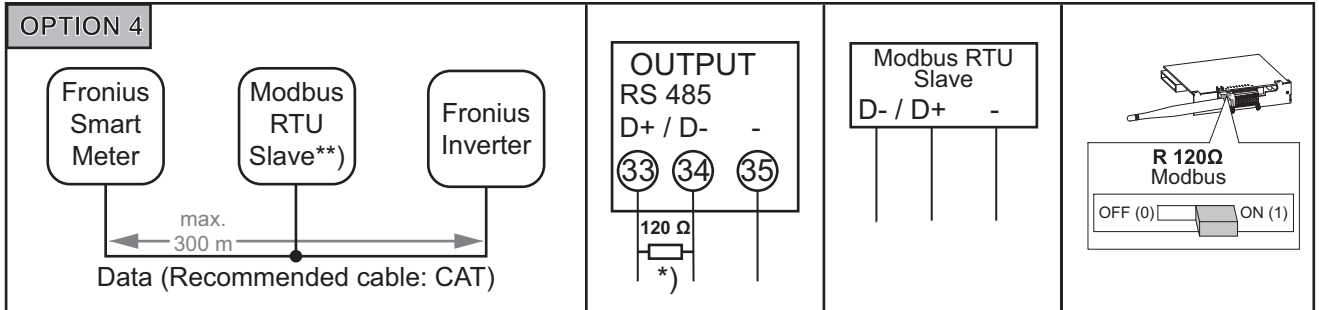 OPTION 4
Fronius
Smart
Meter
Modbus
RTU
Slave**)
Fronius
Inverter
max.
300 m
Data (Recommended cable: CAT)
OUTPUT
RS 485
D+ / D- -
33 34 35
120 Ω
*)
Modbus RTU
Slave
D- / D+ -
R 120Ω
Modbus
OFF (0) ON (1)